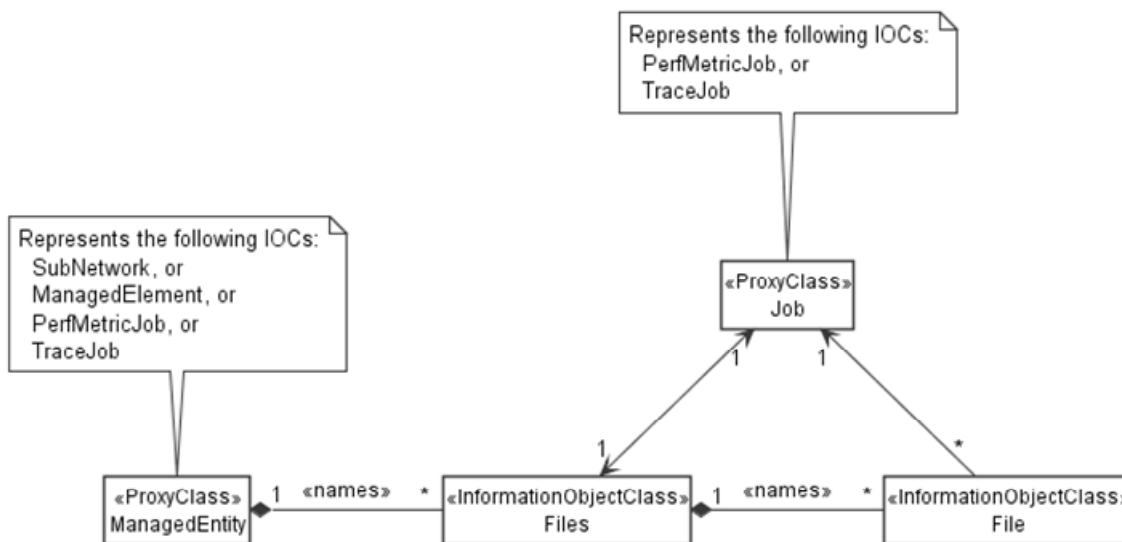 Represents the following IOCs:
PerfMetricJob, or
TraceJob
Represents the following IOCs:
SubNetwork, or
ManagedElement, or
PerfMetricJob, or
TraceJob
«ProxyClass»
Job
1
1
1
*
«ProxyClass»
ManagedEntity
1 «names» *
«InformationObjectClass»
Files
1 «names» *
«InformationObjectClass»
File